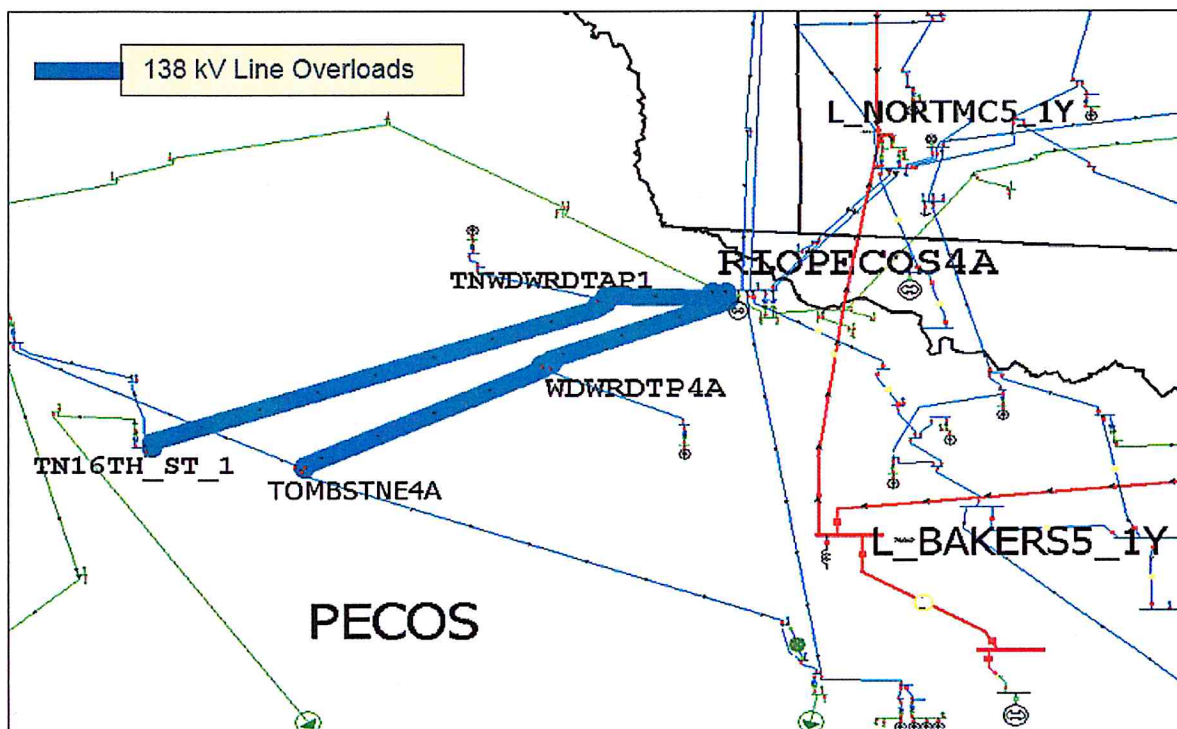 138 kV Line Overloads
L_NORTMC5_1Y
RIOPECOS4A
TNWDWRDTAP1
WDWRDTP4A
TN16TH_ST_1
TOMBSTNE4A
L_BAKERS5_1Y
PECOS